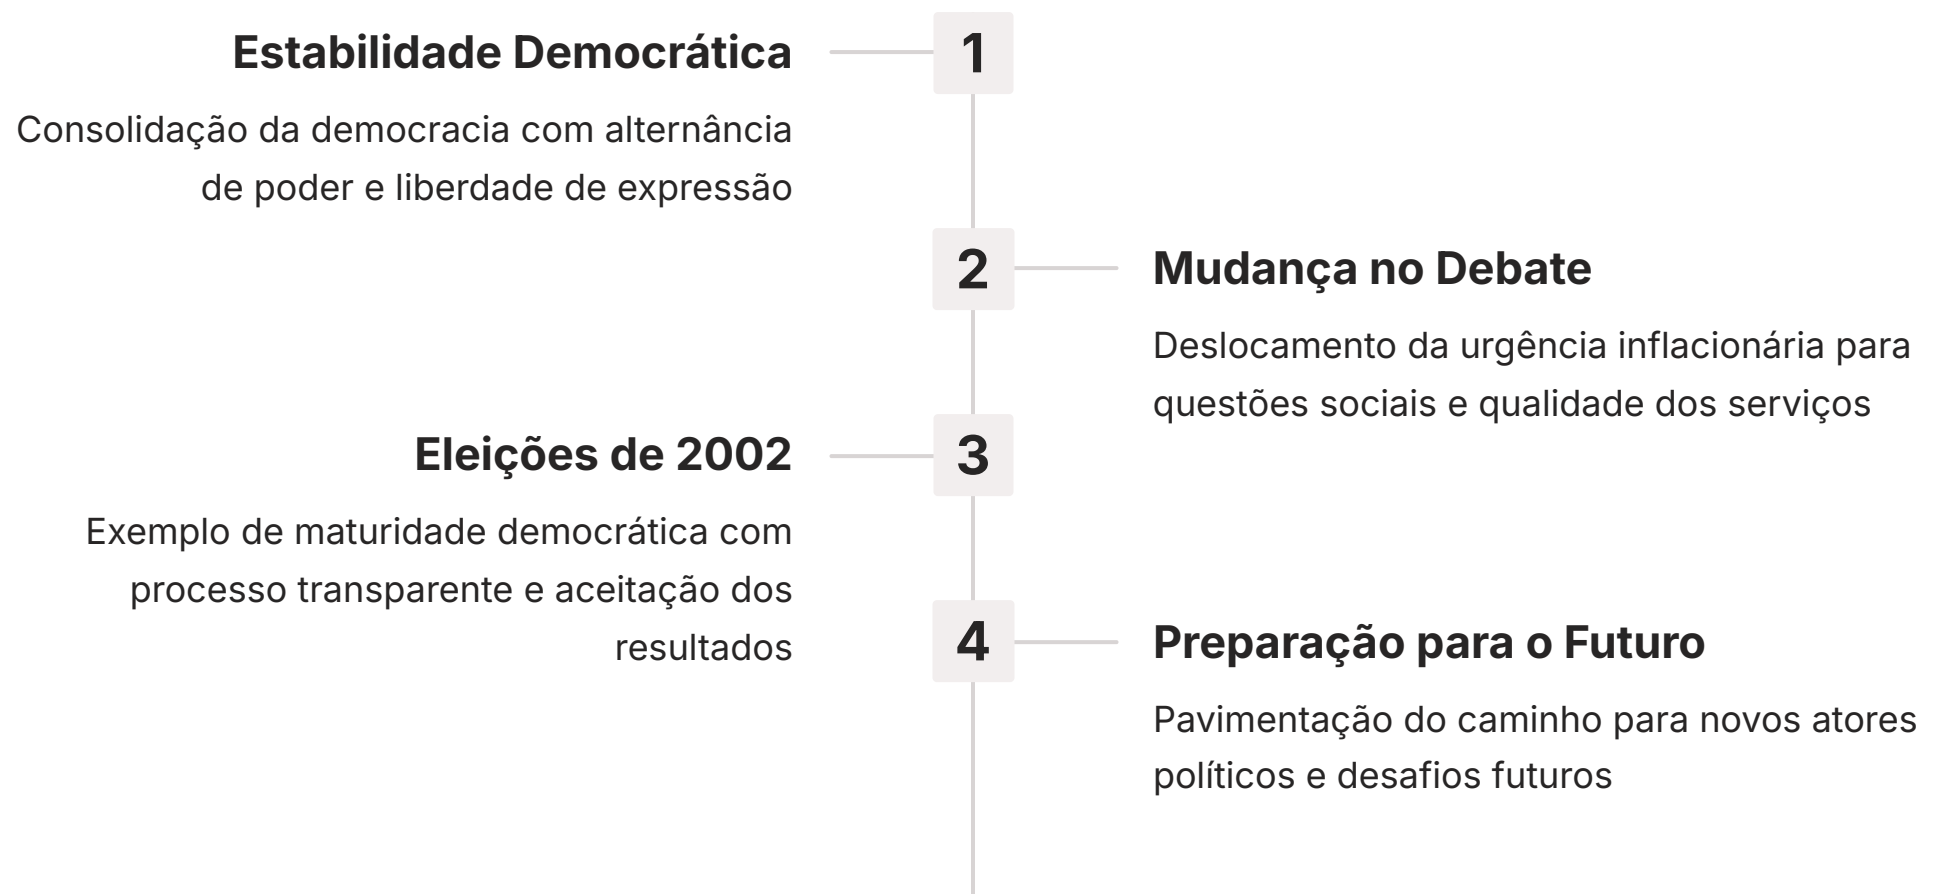 1
Estabilidade Democrática
Consolidação da democracia com alternância
de poder e liberdade de expressão
2
Mudança no Debate
Deslocamento da urgência inflacionária para
questões sociais e qualidade dos serviços
3
Eleições de 2002
Exemplo de maturidade democrática com
processo transparente e aceitação dos
resultados
4
Preparação para o Futuro
Pavimentação do caminho para novos atores
políticos e desafios futuros